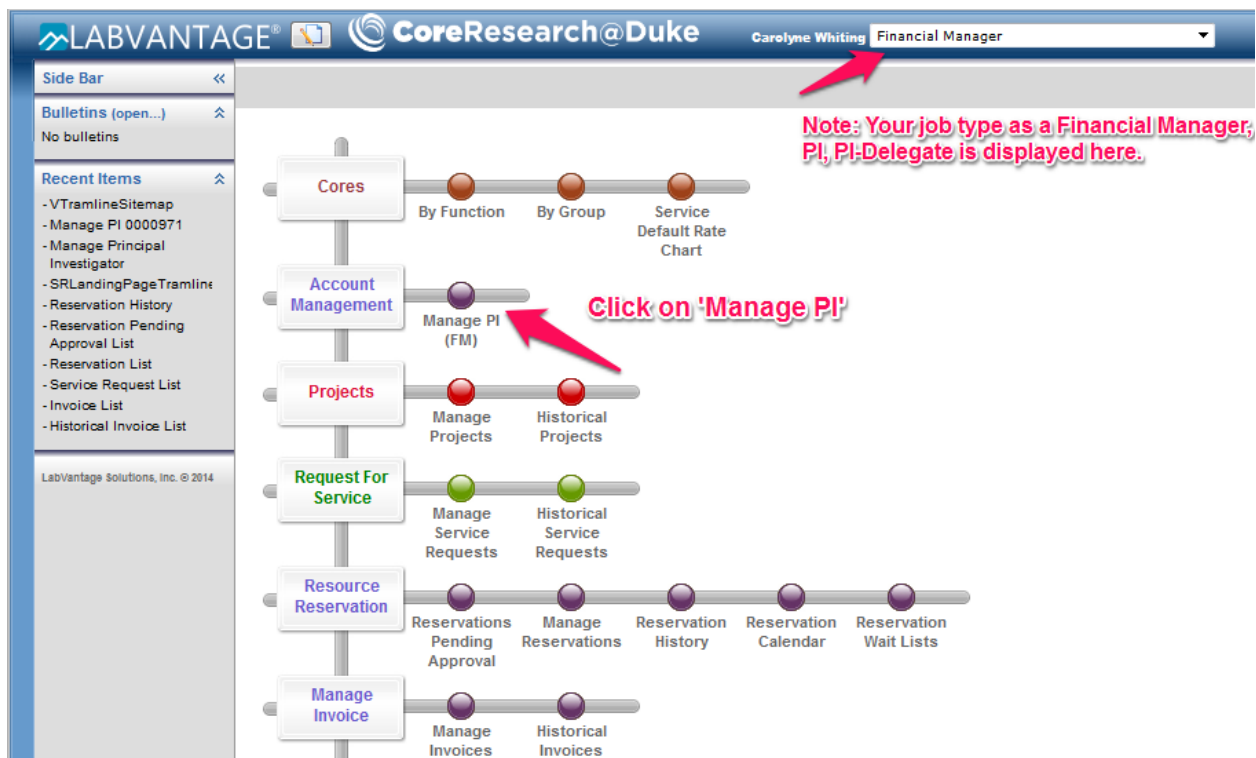 LABVANTAGE® CoreResearch@Duke Carolyne Whiting Financial Manager
Side Bar
Bulletins (open...)
No bulletins
Recent Items
- VTramlineSitemap
- Manage PI 0000971
- Manage Principal
Investigator
- SRLandingPageTramline
- Reservation History
- Reservation Pending
Approval List
- Reservation List
- Service Request List
- Invoice List
- Historical Invoice List
LabVantage Solutions, Inc. © 2014
Note: Your job type as a Financial Manager,
PI, PI-Delegate is displayed here.
Cores
By Function
By Group
Service
Default Rate
Chart
Account
Management
Manage PI
(FM)
Click on 'Manage PI'
Projects
Manage
Projects
Historical
Projects
Request For
Service
Manage
Service
Requests
Historical
Service
Requests
Resource
Reservation
Reservations
Pending
Approval
Manage
Reservations
Reservation
History
Reservation
Calendar
Reservation
Wait Lists
Manage
Invoice
Manage
Invoices
Historical
Invoices